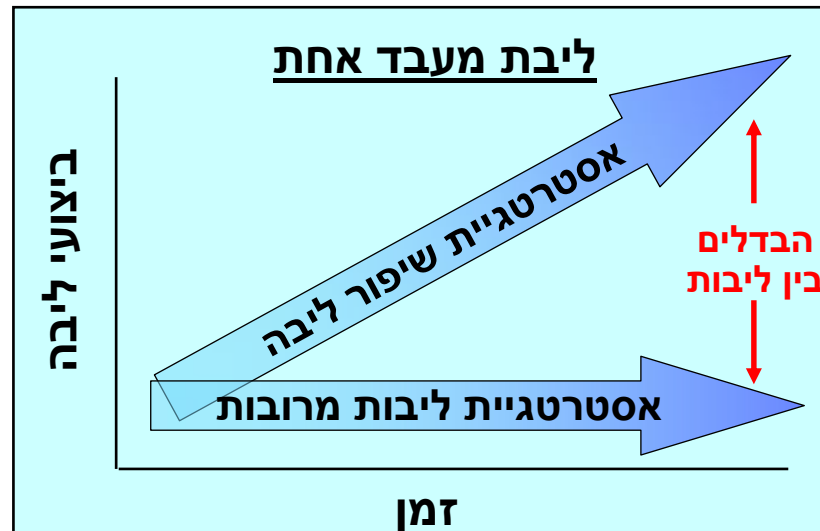 ליבת מעבד אחת
ביצועי ליבה
אסטרטגיית שיפור ליבה
הבדלים
בין ליבות
אסטרטגיית ליבות מרובות
זמן